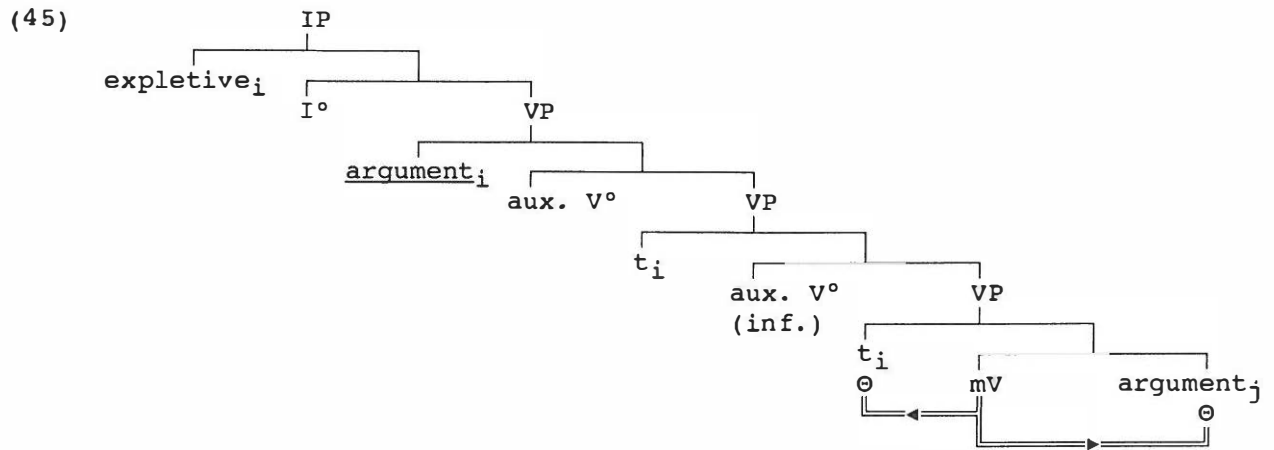 (45) IP
expletive_i
I° VP
argument_i
aux. V° VP
t_i
aux. V° VP
(inf.)
t_i
Θ mV argument_j
Θ